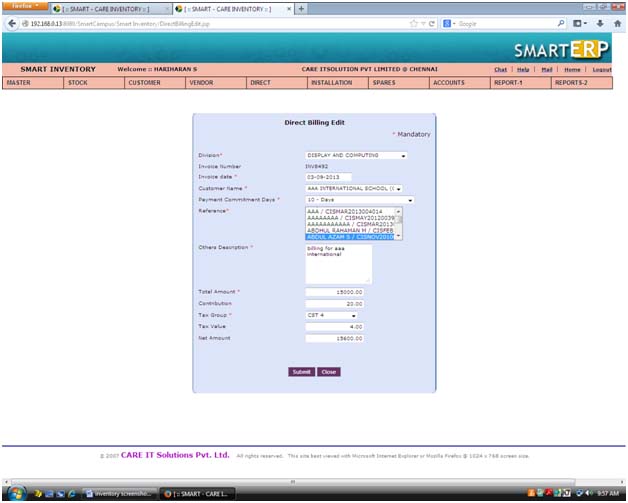 Firefox
[ :: SMART - CARE INVENTORY :: ]
[ :: SMART - CARE INVENTORY :: ]
192.168.0.13:8089/SmartCampus/Smart Inventory/DirectBillingEdit.jsp
Google
SMARTERP
SMART INVENTORY Welcome :: HARIHARAN S CARE ITSOLUTION PVT LIMITED @ CHENNAI Chat | Help | Mail | Home | Logout
MASTER STOCK CUSTOMER VENDOR DIRECT INSTALLATION SPARES ACCOUNTS REPORT-1 REPORTS-2
Direct Billing Edit
* Mandatory
Division* DISPLAY AND COMPUTING
Invoice Number INV8492
Invoice date * 03-09-2013
Customer Name * AAA INTERNATIONAL SCHOOL ((
Payment Commitment Days * 10 - Days
Reference* AAA / CISMAR2013004014
AAAAAAAA / CISMAY20120039
AAAAAAAAAAA / CISMAR2013
ABDHUL RAHAMAN M / CISFEB
ABDUL AZAM S / CISNOV2010
Others Description * billing for aaa
international
Total Amount * 15000.00
Contribution 20.00
Tax Group * CST 4
Tax Value 4.00
Net Amount 15600.00
Submit Close
© 2007 CARE IT Solutions Pvt. Ltd. All rights reserved. This site best viewed with Microsoft Internet Explorer or Mozilla Firefox @ 1024 x 768 screen size.
inventory screensho... [ :: SMART - CARE I... 9:57 AM